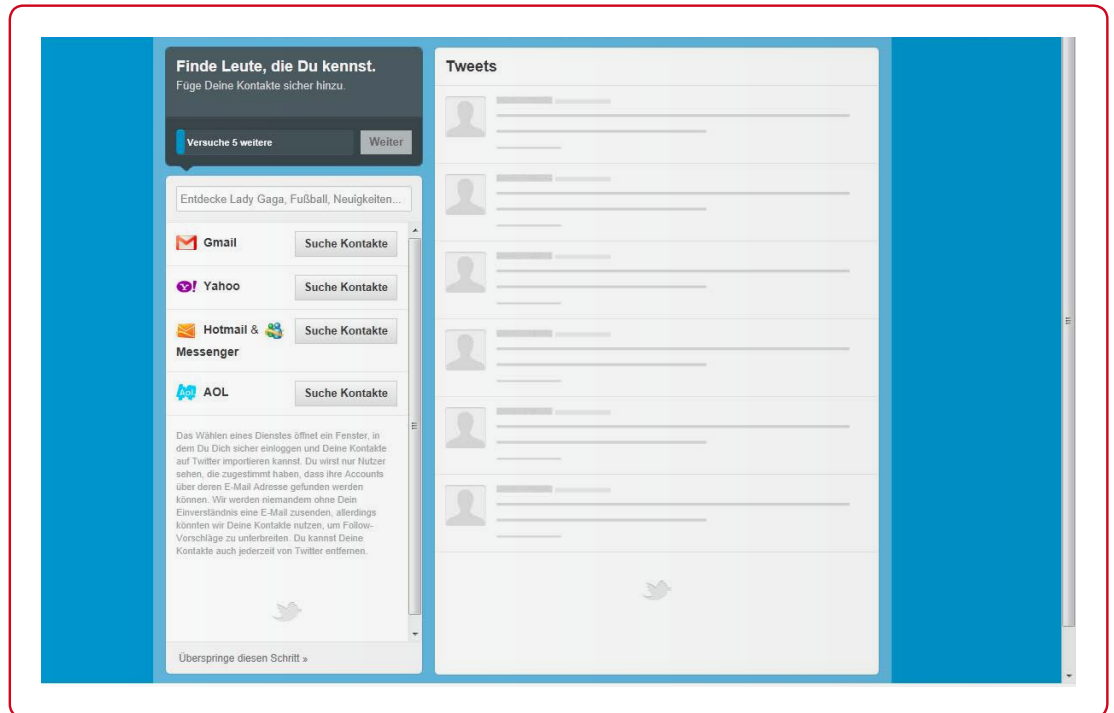 Finde Leute, die Du kennst.
Füge Deine Kontakte sicher hinzu.
Versuche 5 weitere
Weiter
Entdecke Lady Gaga, Fußball, Neuigkeiten...
Gmail
Suche Kontakte
Yahoo
Suche Kontakte
Hotmail &
Messenger
Suche Kontakte
AOL
Suche Kontakte
Das Wählen eines Dienstes öffnet ein Fenster, in
dem Du Dich sicher einloggen und Deine Kontakte
auf Twitter importieren kannst. Du wirst nur Nutzer
sehen, die zugestimmt haben, dass ihre Accounts
über deren E-Mail Adresse gefunden werden
können. Wir werden niemandem ohne Dein
Einverständnis eine E-Mail zusenden, allerdings
könnten wir Deine Kontakte nutzen, um Follow-
Vorschläge zu unterbreiten. Du kannst Deine
Kontakte auch jederzeit von Twitter entfernen.
Überspringe diesen Schritt »
Tweets